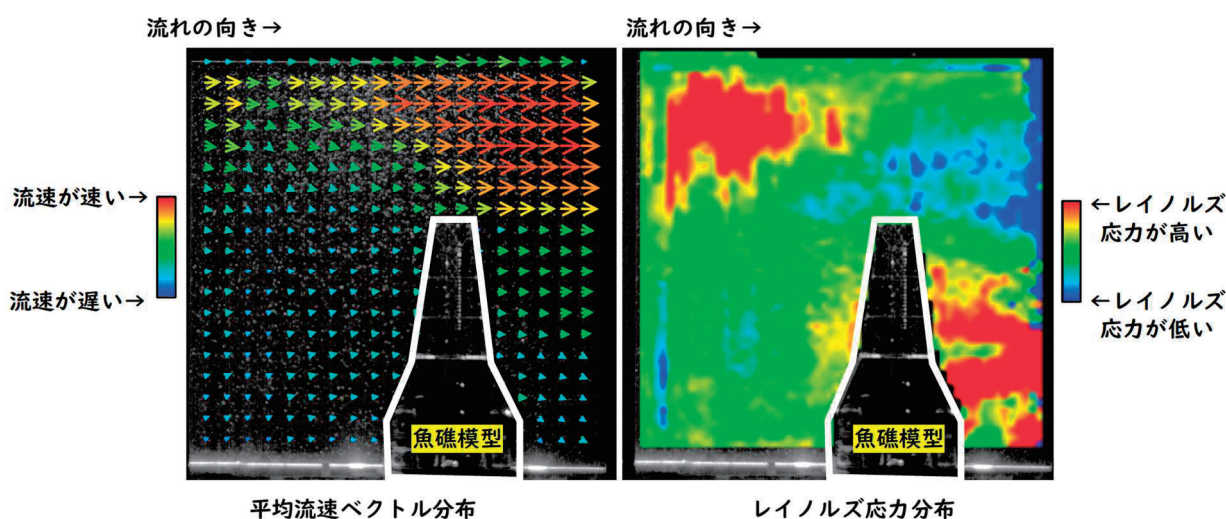 流れの向き→
流れの向き→
流速が速い→
流速が遅い→
魚礁模型
平均流速ベクトル分布
←レイノルズ
応力が高い
←レイノルズ
応力が低い
魚礁模型
レイノルズ応力分布